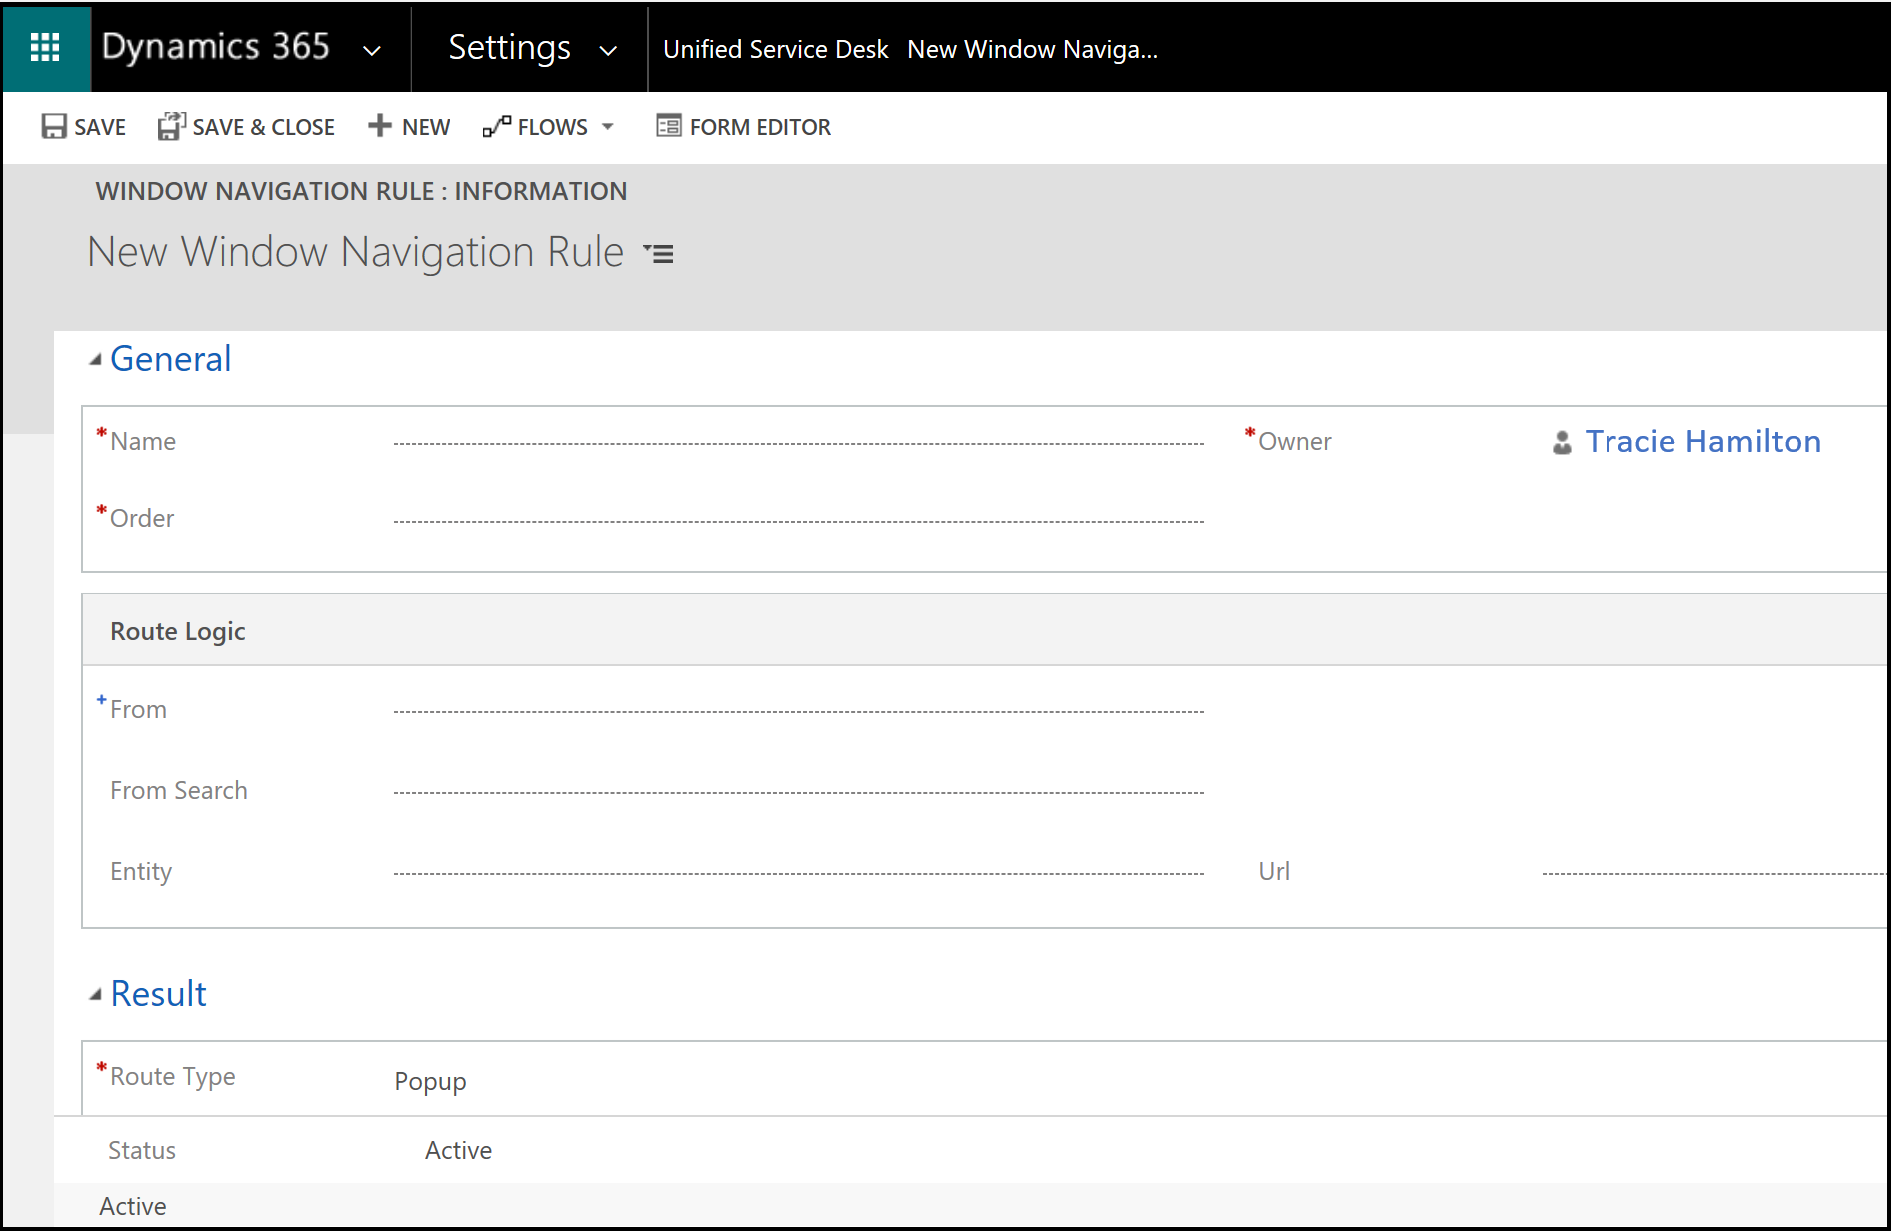 Dynamics 365 Settings Unified Service Desk New Window Naviga...
SAVE SAVE & CLOSE NEW FLOWS FORM EDITOR
WINDOW NAVIGATION RULE : INFORMATION
New Window Navigation Rule
General
*Name *Owner Tracie Hamilton
*Order
Route Logic
+From
From Search
Entity Url
Result
*Route Type Popup
Status Active
Active